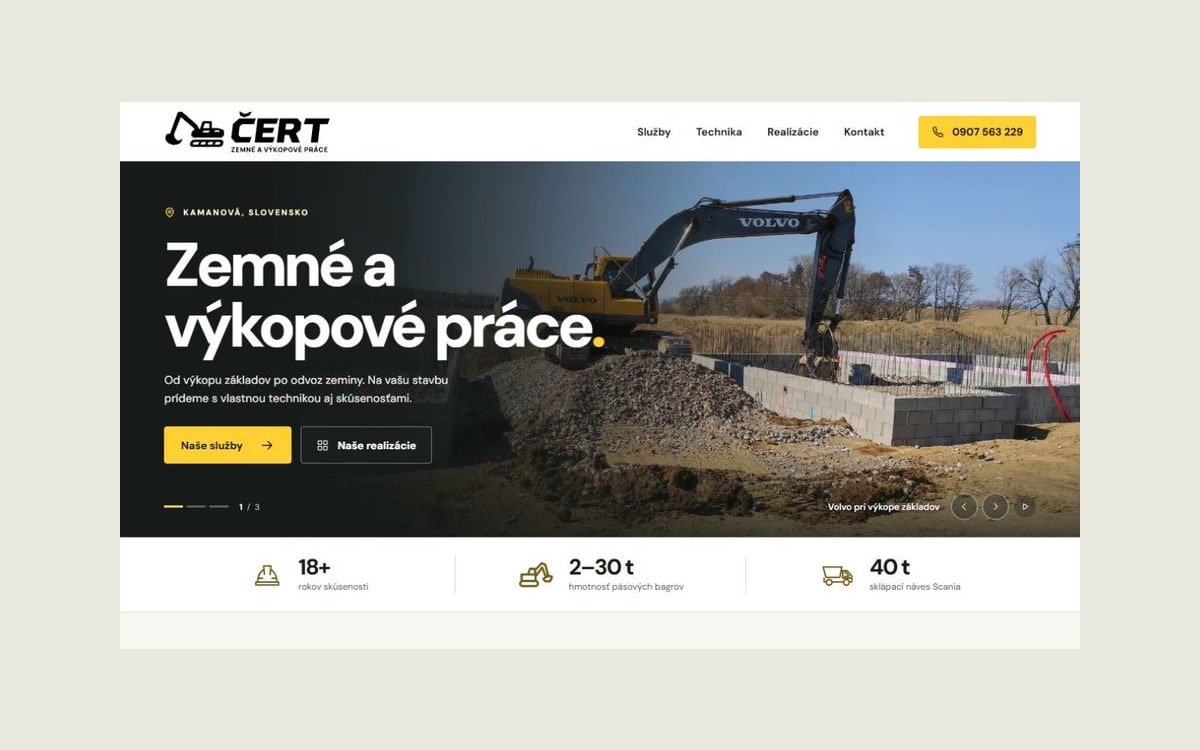 ČERT
ZEMNÉ A VÝKOPOVÉ PRÁCE
Služby
Technika
Realizácie
Kontakt
0907 563 229
KAMANOVÁ, SLOVENSKO
Zemné a
výkopové práce.
VOLVO
VOLVO
Od výkopu základov po odvoz zeminy. Na vašu stavbu
prídeme s vlastnou technikou aj skúsenosťami.
Naše služby
Naše realizácie
1 / 3
Volvo pri výkope základov
18+
rokov skúseností
2–30 t
hmotnosť pásových bagrov
40 t
sklápací náves Scania